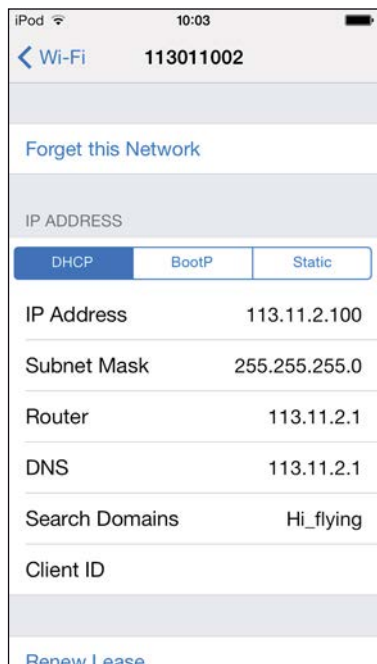 iPod 10:03
Wi-Fi 113011002
Forget this Network
IP ADDRESS
DHCP BootP Static
IP Address 113.11.2.100
Subnet Mask 255.255.255.0
Router 113.11.2.1
DNS 113.11.2.1
Search Domains Hi_flying
Client ID
Renew Lease